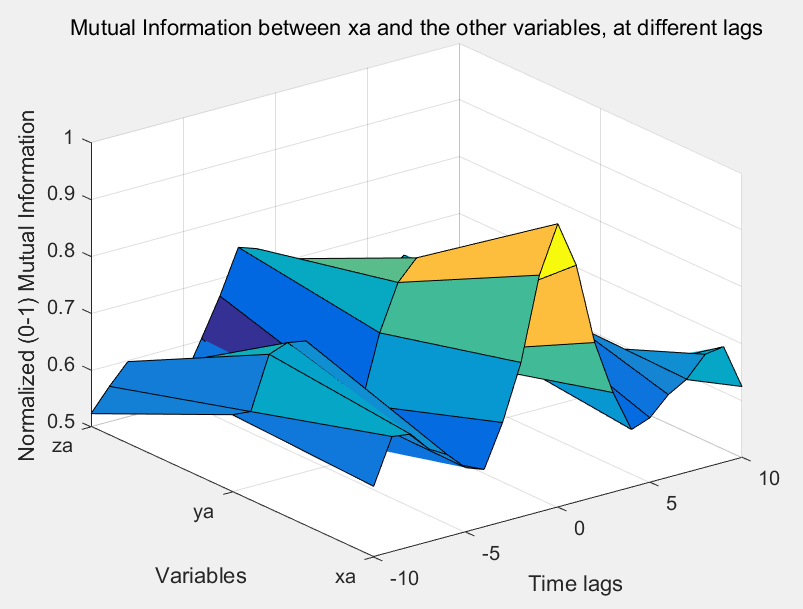 Mutual Information between xa and the other variables, at different lags
Normalized (0-1) Mutual Information
1
0.9
0.8
0.7
0.6
0.5
za
ya
xa
Variables
-10
-5
0
5
10
Time lags